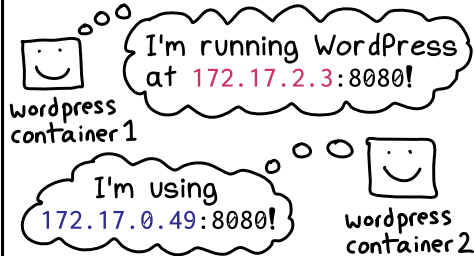 I'm running WordPress
at 172.17.2.3:8080!
wordpress
container 1
I'm using
172.17.0.49:8080!
wordpress
container 2